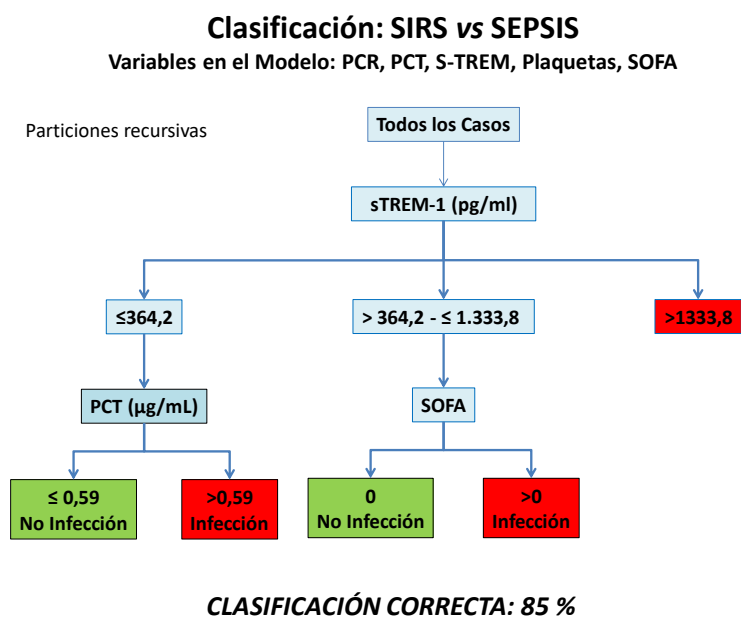 Clasificación: SIRS vs SEPSIS
Variables en el Modelo: PCR, PCT, S-TREM, Plaquetas, SOFA
Particiones recursivas
Todos los Casos
sTREM-1 (pg/ml)
≤364,2
> 364,2 - ≤ 1.333,8
>1333,8
PCT (µg/mL)
SOFA
≤ 0,59
No Infección
>0,59
Infección
0
No Infección
>0
Infección
CLASIFICACIÓN CORRECTA: 85 %